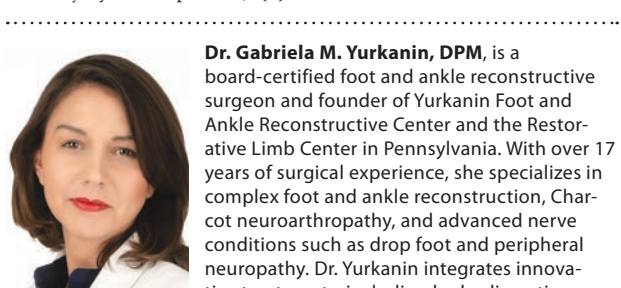 Dr. Gabriela M. Yurkanin, DPM, is a
board-certified foot and ankle reconstructive
surgeon and founder of Yurkanin Foot and
Ankle Reconstructive Center and the Restor-
ative Limb Center in Pennsylvania. With over 17
years of surgical experience, she specializes in
complex foot and ankle reconstruction, Char-
cot neuroarthropathy, and advanced nerve
conditions such as drop foot and peripheral
neuropathy. Dr. Yurkanin integrates innova-